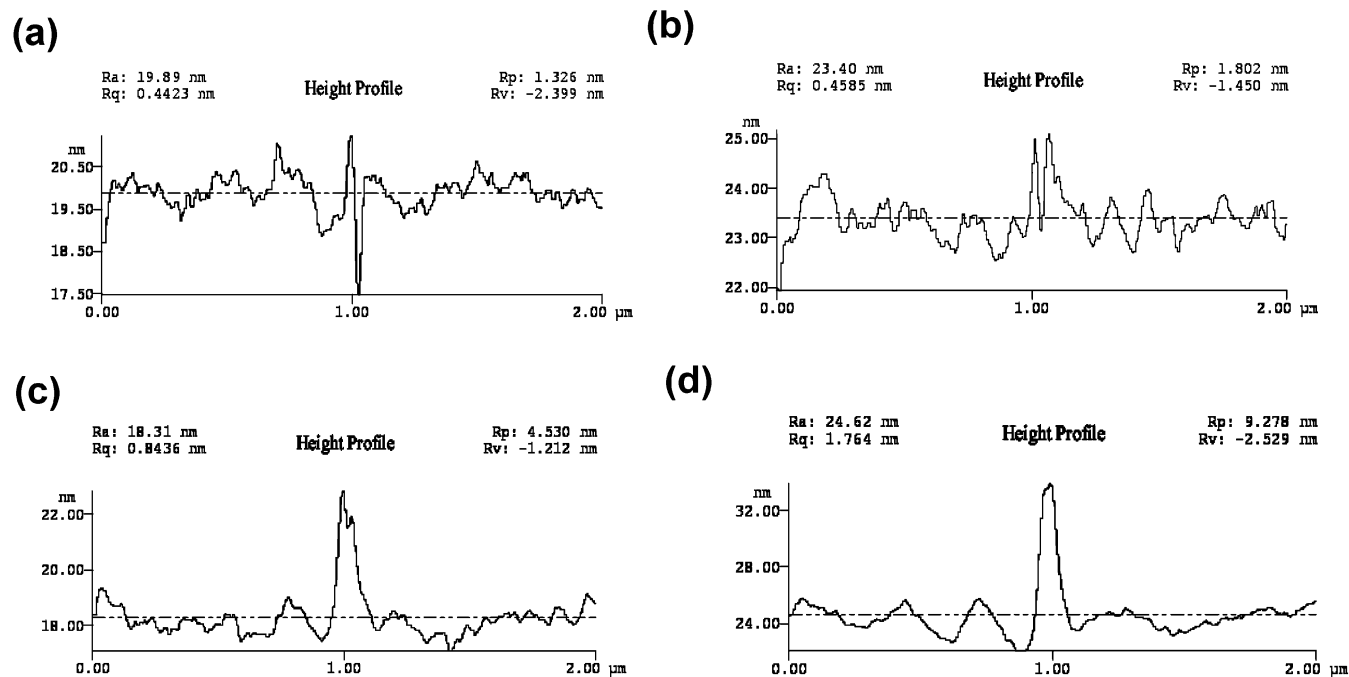 (a)
Ra: 19.89 nm
Rq: 0.4423 nm
Height Profile
Rp: 1.326 nm
Rv: -2.399 nm
nm
20.50
19.50
18.50
17.50
0.00 1.00 2.00 µm
(b)
Ra: 23.40 nm
Rq: 0.4585 nm
Height Profile
Rp: 1.802 nm
Rv: -1.450 nm
nm
25.00
24.00
23.00
22.00
0.00 1.00 2.00 µm
(c)
Ra: 18.31 nm
Rq: 0.8436 nm
Height Profile
Rp: 4.530 nm
Rv: -1.212 nm
nm
22.00
20.00
18.00
0.00 1.00 2.00 µm
(d)
Ra: 24.62 nm
Rq: 1.764 nm
Height Profile
Rp: 9.278 nm
Rv: -2.529 nm
nm
32.00
28.00
24.00
0.00 1.00 2.00 µm